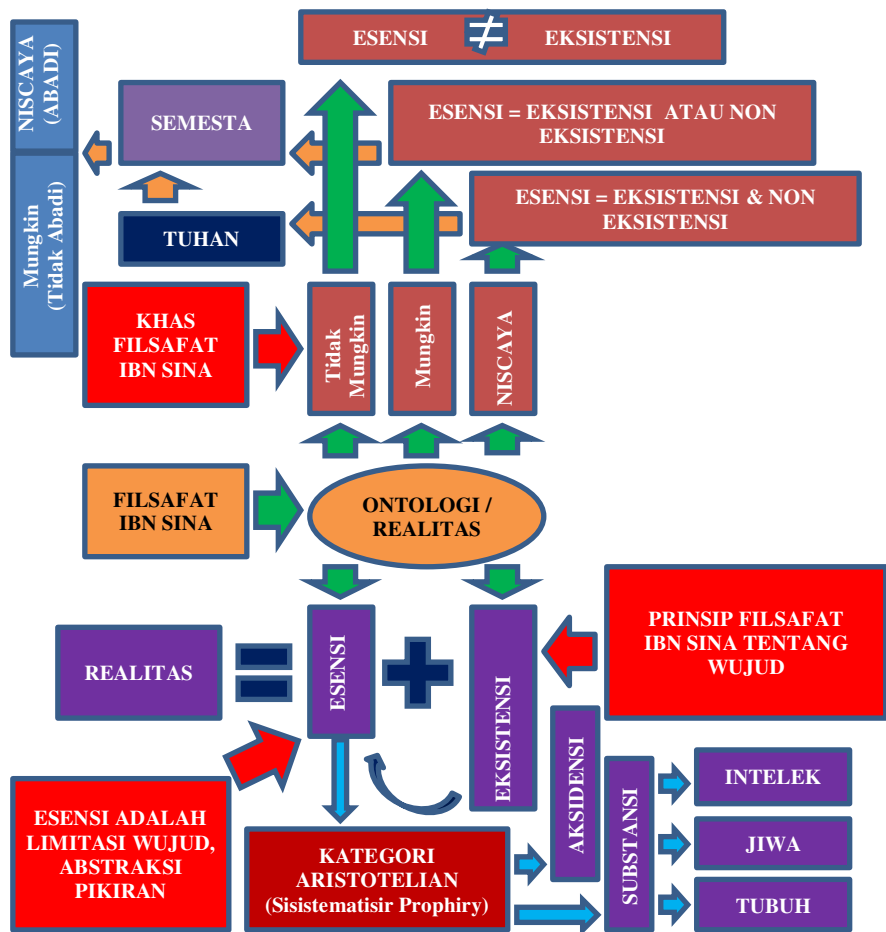 ESENSI ≠ EKSISTENSI
NISCAYA
(ABADI)
Mungkin
(Tidak Abadi)
SEMESTA
ESENSI = EKSISTENSI ATAU NON
EKSISTENSI
TUHAN
ESENSI = EKSISTENSI & NON
EKSISTENSI
KHAS
FILSAFAT
IBN SINA
Tidak
Mungkin
Mungkin
NISCAYA
FILSAFAT
IBN SINA
ONTOLOGI /
REALITAS
REALITAS
=
ESENSI
+
EKSISTENSI
PRINSIP FILSAFAT
IBN SINA TENTANG
WUJUD
ESENSI ADALAH
LIMITASI WUJUD,
ABSTRAKSI
PIKIRAN
KATEGORI
ARISTOTELIAN
(Sisistematisir Prophiry)
AKSIDENSI
SUBSTANSI
INTELEK
JIWA
TUBUH